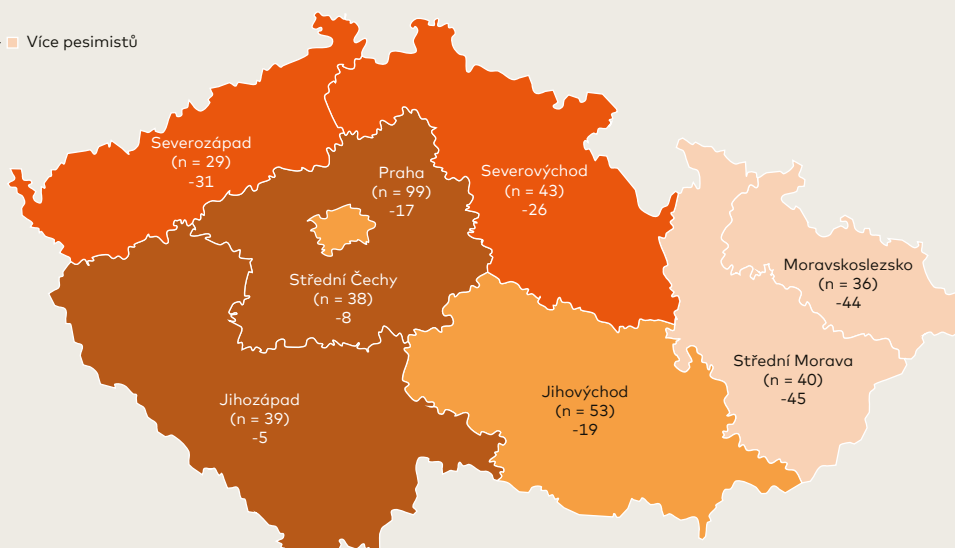 Více pesimistů
Severozápad
(n = 29)
-31
Praha
(n = 99)
-17
Severovýchod
(n = 43)
-26
Střední Čechy
(n = 38)
-8
Moravskoslezsko
(n = 36)
-44
Střední Morava
(n = 40)
-45
Jihozápad
(n = 39)
-5
Jihovýchod
(n = 53)
-19